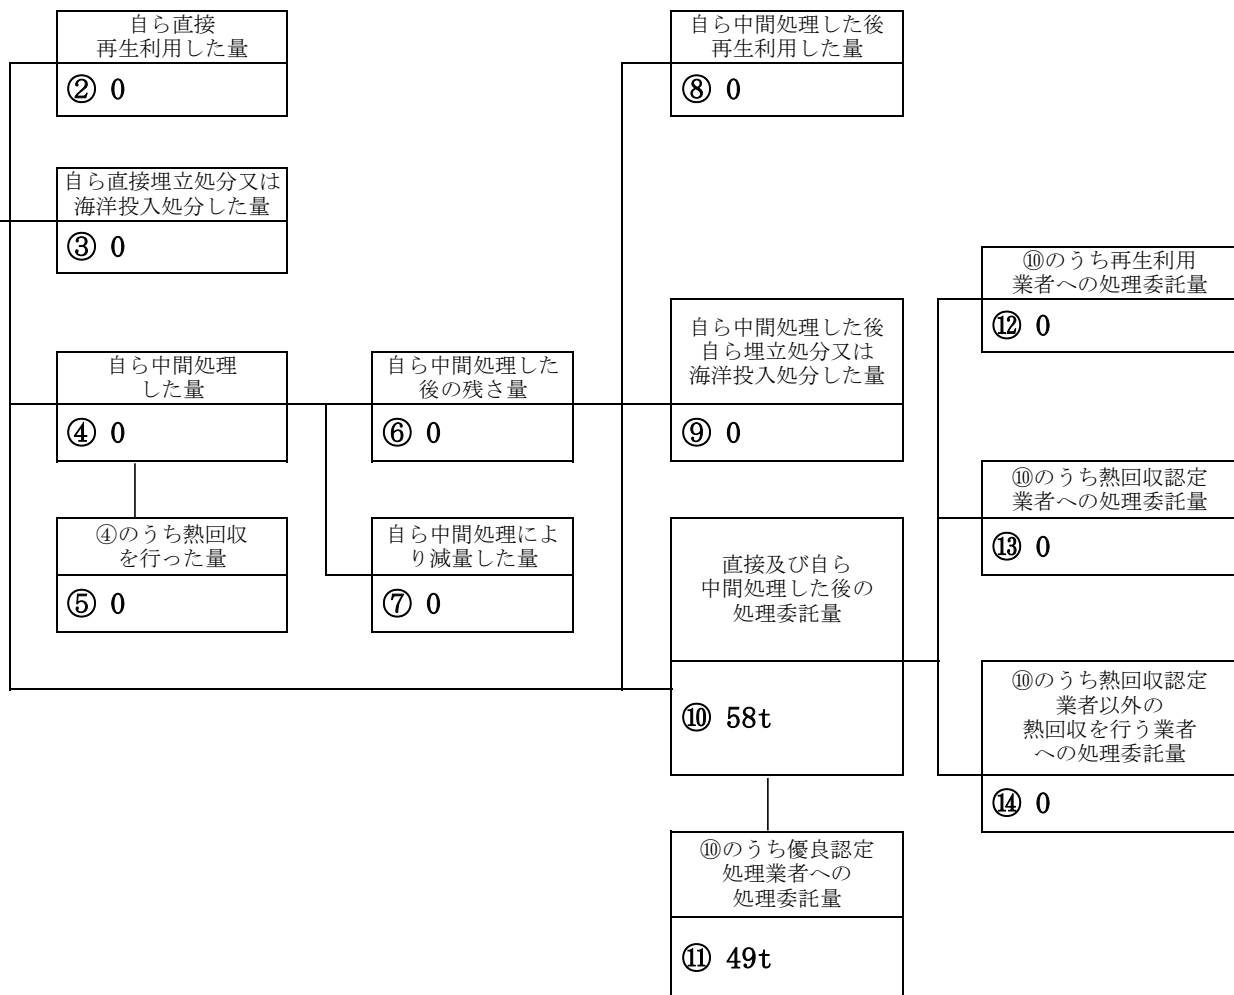 自ら直接
再生利用した量
② 0
自ら直接埋立処分又は
海洋投入処分した量
③ 0
自ら中間処理
した量
④ 0
④のうち熱回収
を行った量
⑤ 0
自ら中間処理した
後の残さ量
⑥ 0
自ら中間処理によ
り減量した量
⑦ 0
自ら中間処理した後
再生利用した量
⑧ 0
自ら中間処理した後
自ら埋立処分又は
海洋投入処分した量
⑨ 0
直接及び自ら
中間処理した後の
処理委託量
⑩ 58t
⑩のうち優良認定
処理業者への
処理委託量
⑪ 49t
⑩のうち再生利用
業者への処理委託量
⑫ 0
⑩のうち熱回収認定
業者への処理委託量
⑬ 0
⑩のうち熱回収認定
業者以外の
熱回収を行う業者
への処理委託量
⑭ 0